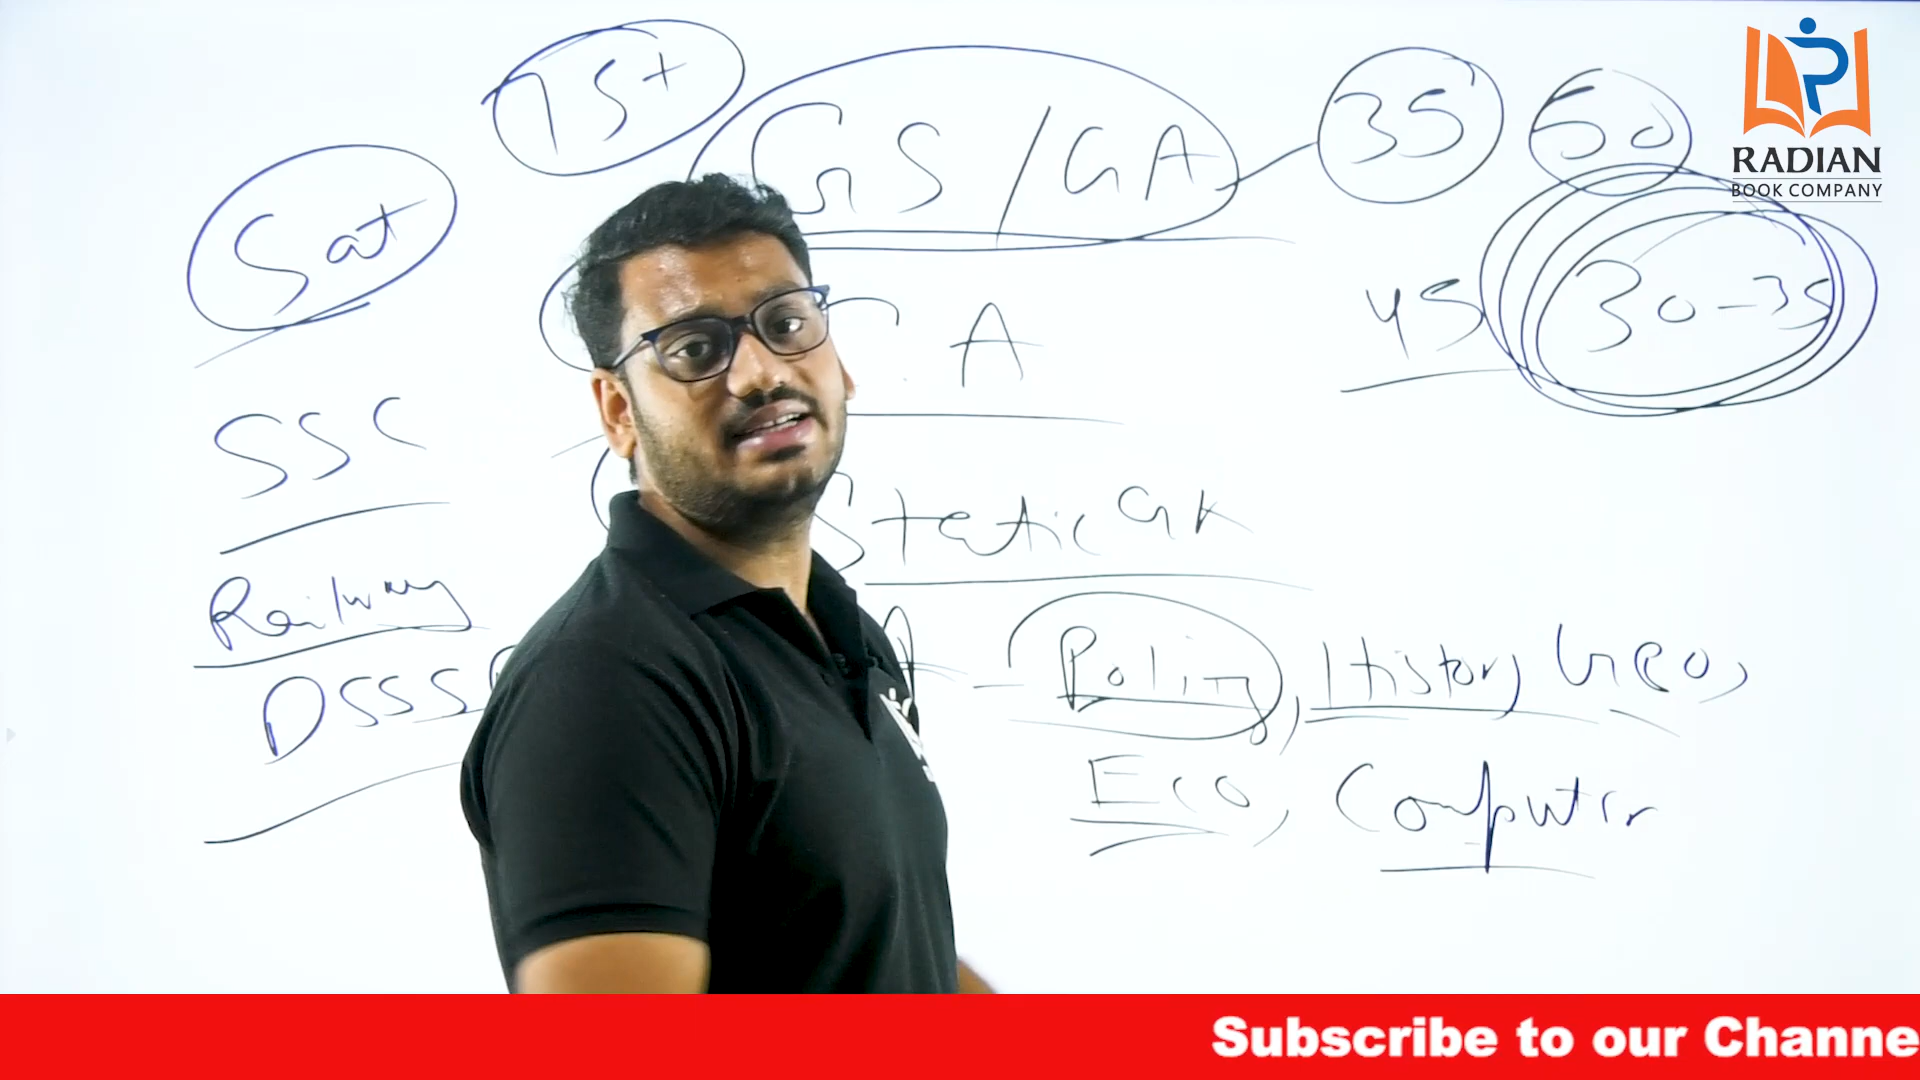 75+
GS/GA
35
50
RADIAN
BOOK COMPANY
Sat
C.A
45
30-35
SSC
Static GK
Railway
DSSS
Polity, History, Geo,
Eco, Computer
Subscribe to our Channe